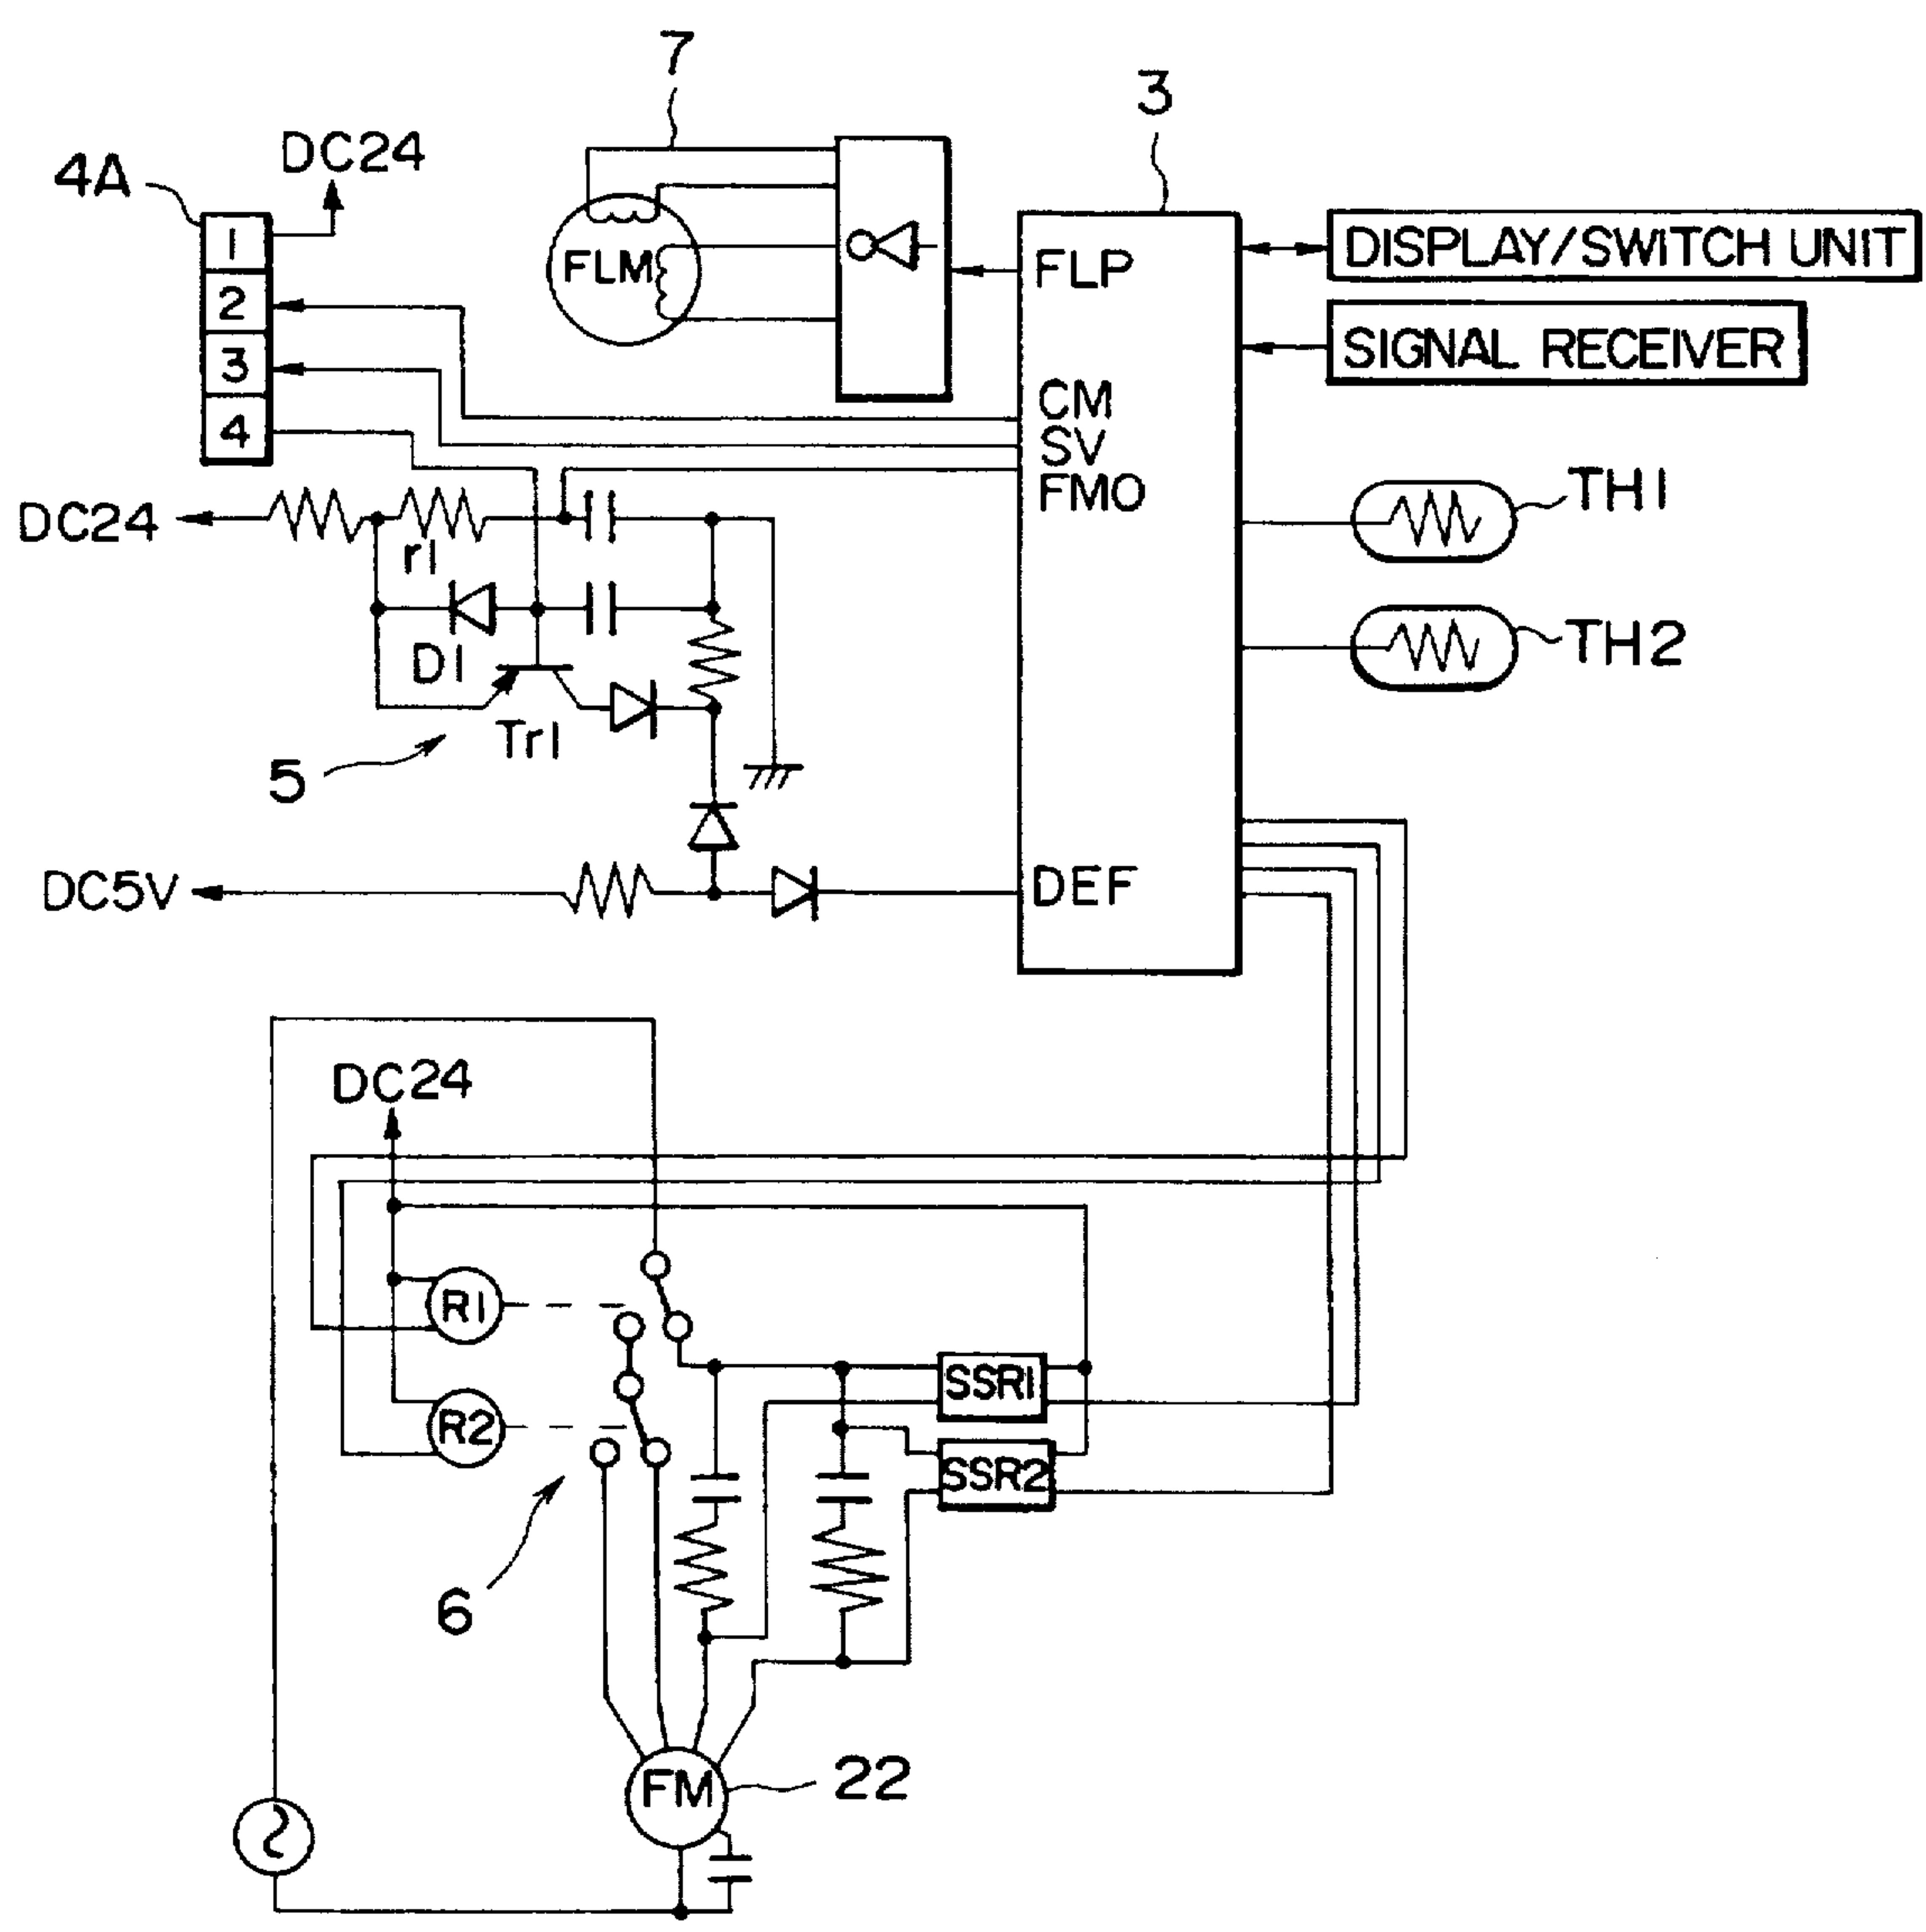 7
3
4A
DC24
1
2
3
4
FLM
FLP
DISPLAY/SWITCH UNIT
SIGNAL RECEIVER
CM
SV
FMO
DC24
r1
D1
Tr1
5
TH1
TH2
DC5V
DEF
DC24
R1
R2
SSR1
SSR2
6
FM
22